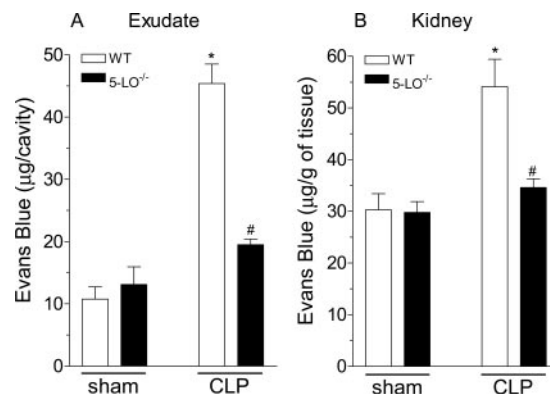 A Exudate
Evans Blue (µg/cavity)
50
40
30
20
10
0
WT
5-LO-/-
*
#
sham
CLP
B Kidney
Evans Blue (µg/g of tissue)
60
50
40
30
20
10
0
WT
5-LO-/-
*
#
sham
CLP